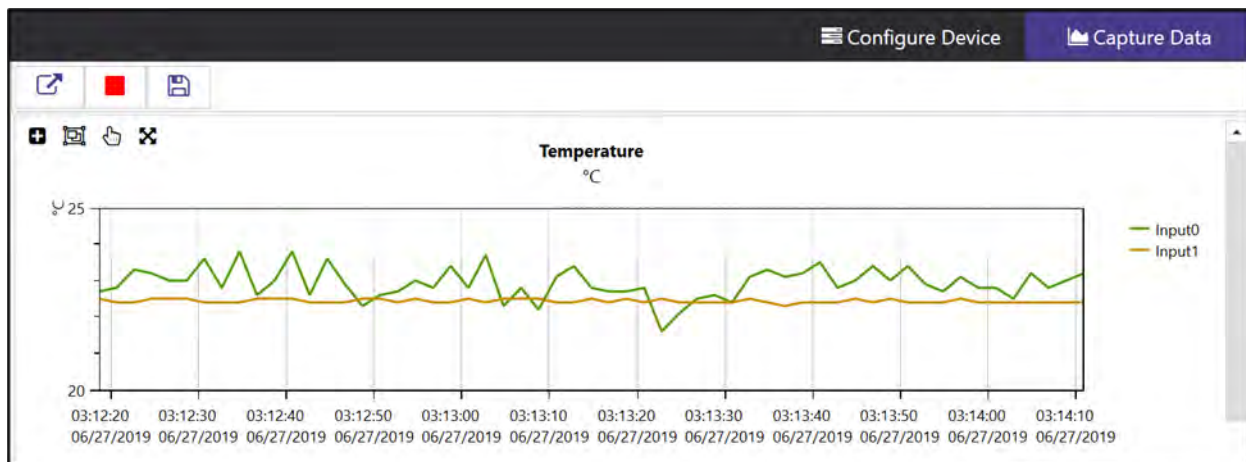 Configure Device Capture Data
Temperature
°C
°C
25
20
Input0
Input1
03:12:20 03:12:30 03:12:40 03:12:50 03:13:00 03:13:10 03:13:20 03:13:30 03:13:40 03:13:50 03:14:00 03:14:10
06/27/2019 06/27/2019 06/27/2019 06/27/2019 06/27/2019 06/27/2019 06/27/2019 06/27/2019 06/27/2019 06/27/2019 06/27/2019 06/27/2019